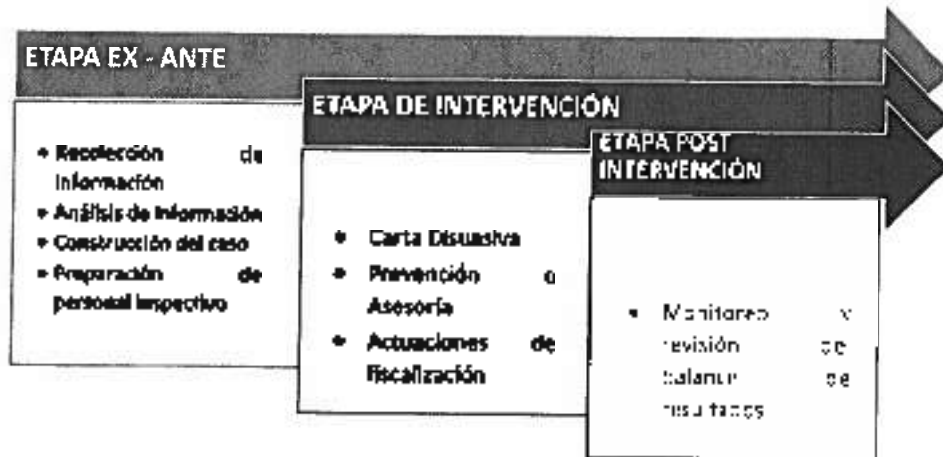 ETAPA EX - ANTE
• Recolección de
Información
• Análisis de Información
• Construcción del caso
• Preparación de
personal inspectivo
ETAPA DE INTERVENCIÓN
• Carta Disuasiva
• Prevención o
Asesoría
• Actuaciones de
fiscalización
ETAPA POST
INTERVENCIÓN
• Monitoreo y
revisión de
balance de
resultados